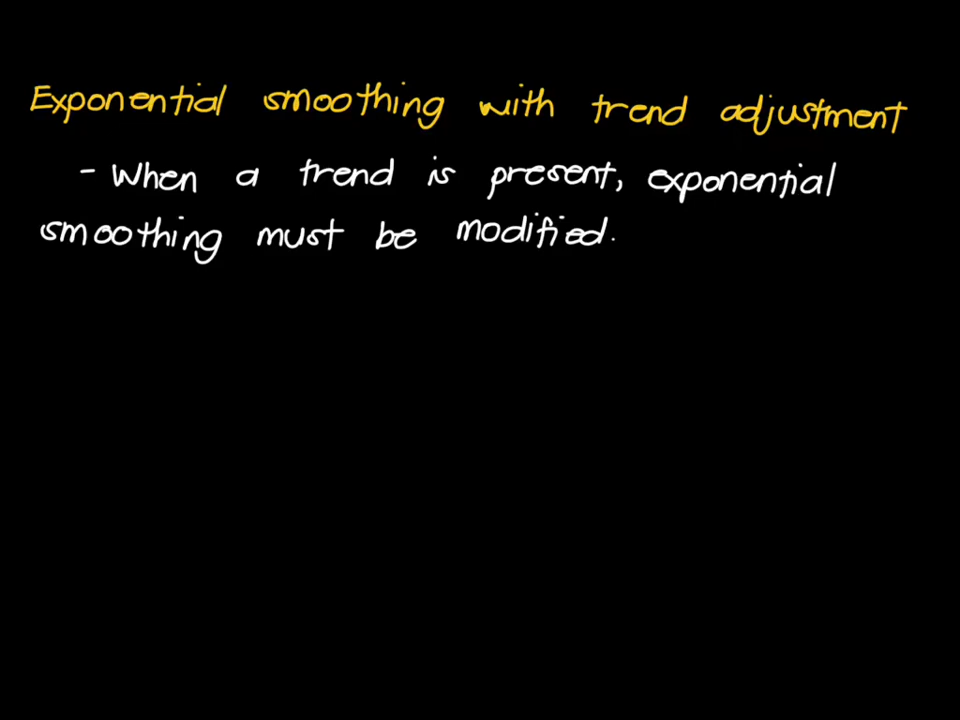 Exponential smoothing with trend adjustment
- When a trend is present, exponential
smoothing must be modified.